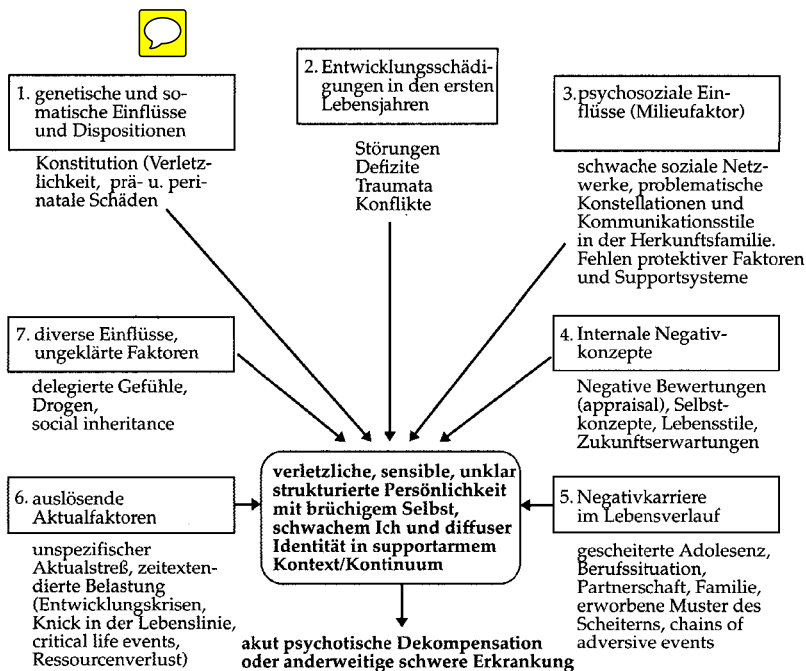 1. genetische und so-
matische Einflüsse
und Dispositionen
Konstitution (Verletz-
lichkeit, prä- u. peri-
natale Schäden
2. Entwicklungsschädi-
gungen in den ersten
Lebensjahren
Störungen
Defizite
Traumata
Konflikte
3. psychosoziale Ein-
flüsse (Milieufaktor)
schwache soziale Netz-
werke, problematische
Konstellationen und
Kommunikationsstile
in der Herkunftsfamilie.
Fehlen protektiver Faktoren
und Supportsysteme
7. diverse Einflüsse,
ungeklärte Faktoren
delegierte Gefühle,
Drogen,
social inheritance
4. Internale Negativ-
konzepte
Negative Bewertungen
(appraisal), Selbst-
konzepte, Lebensstile,
Zukunftserwartungen
verletzliche, sensible, unklar
strukturierte Persönlichkeit
mit brüchigem Selbst,
schwachem Ich und diffuser
Identität in supportarmem
Kontext/Kontinuum
6. auslösende
Aktualfaktoren
unspezifischer
Aktualstreß, zeitexten-
dierte Belastung
(Entwicklungskrisen,
Knick in der Lebenslinie,
critical life events,
Ressourcenverlust)
5. Negativkarriere
im Lebensverlauf
gescheiterte Adolesenz,
Berufssituation,
Partnerschaft, Familie,
erworbene Muster des
Scheiterns, chains of
adversive events
akut psychotische Dekompensation
oder anderweitige schwere Erkrankung